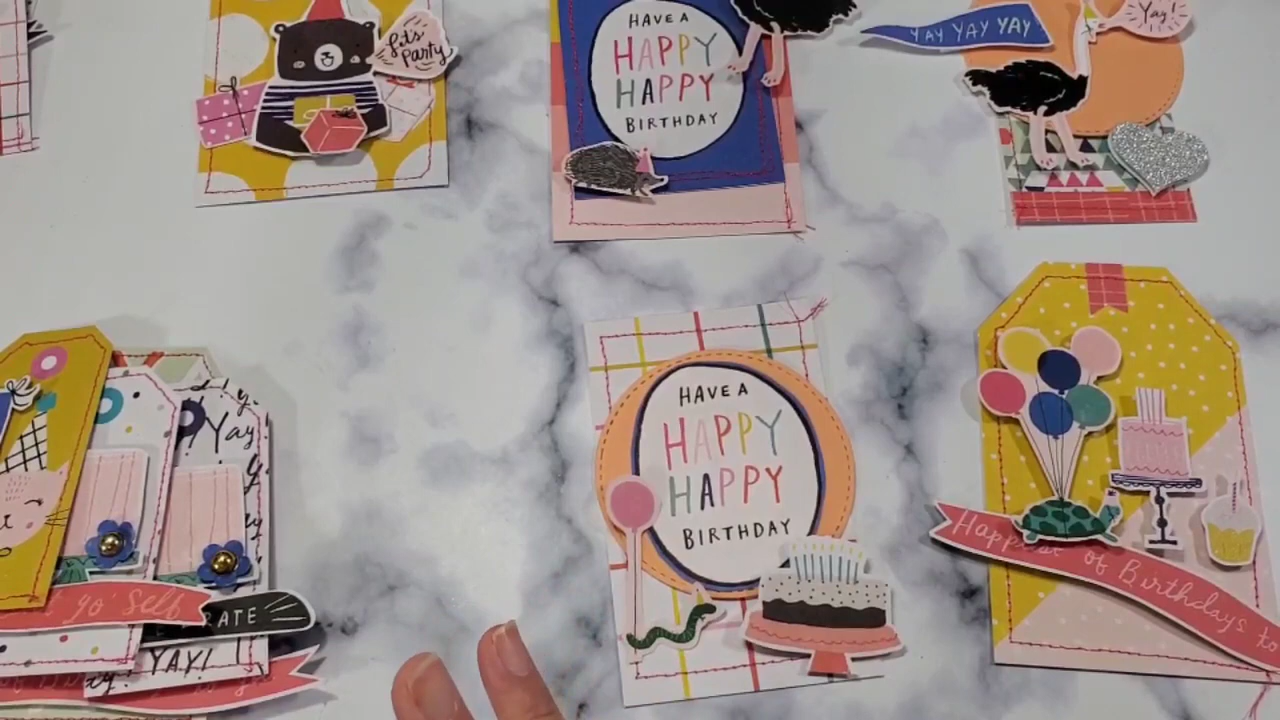 Let's
Party
HAVE A
HAPPY
HAPPY
BIRTHDAY
YAY YAY YAY
Yay!
Yay
yo' Self
YAY!
HAVE A
HAPPY
HAPPY
BIRTHDAY
Happiest of Birthdays to